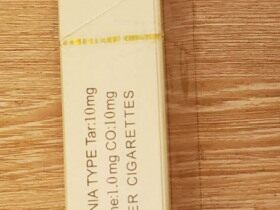 NIA TYPE Tar:10mg
ne:1.0mg CO:10mg
ER CIGARETTES